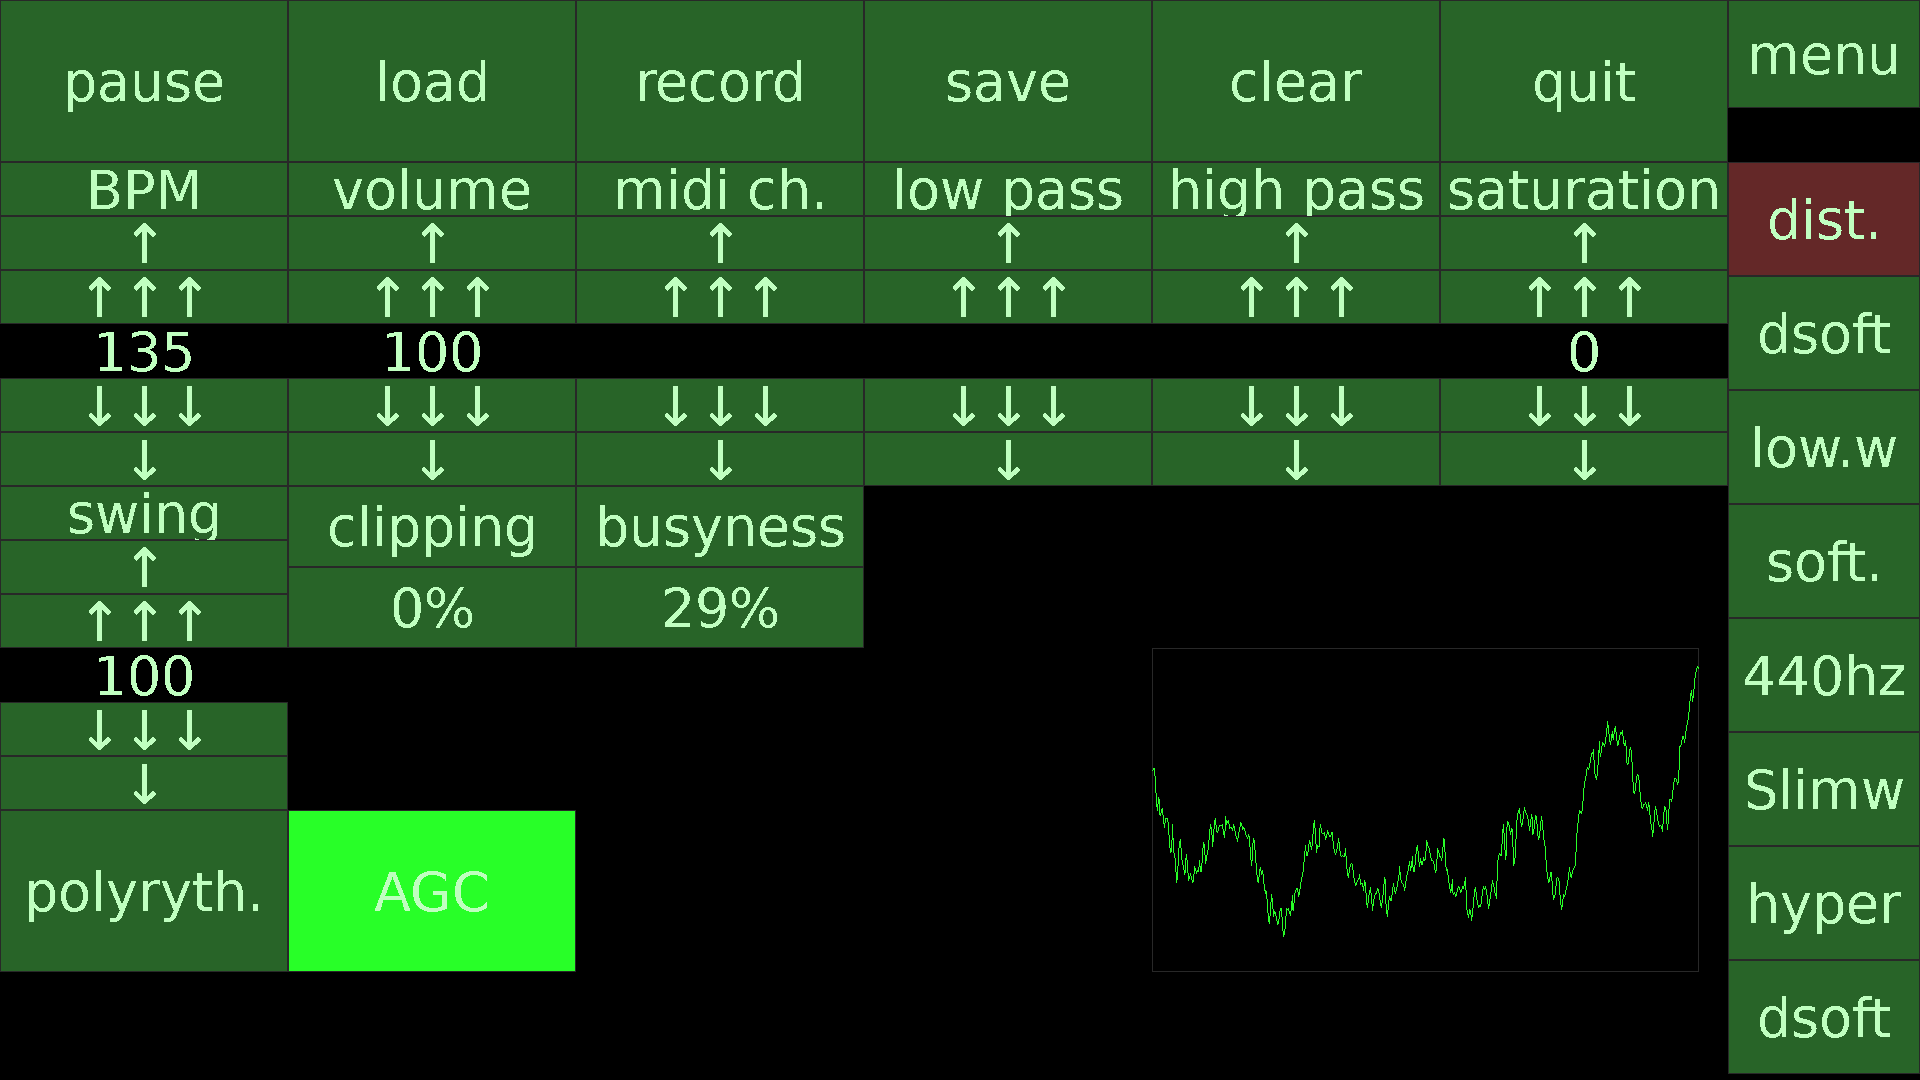 pause load record save clear quit menu
BPM volume midi ch. low pass high pass saturation
↑ ↑ ↑ ↑ ↑ ↑ dist.
↑↑↑ ↑↑↑ ↑↑↑ ↑↑↑ ↑↑↑ ↑↑↑
135 100 0 dsoft
↓↓↓ ↓↓↓ ↓↓↓ ↓↓↓ ↓↓↓ ↓↓↓
↓ ↓ ↓ ↓ ↓ ↓ low.w
swing clipping busyness
↑ soft.
↑↑↑ 0% 29%
100 440hz
↓↓↓
↓ Slimw
polyryth. AGC hyper
dsoft